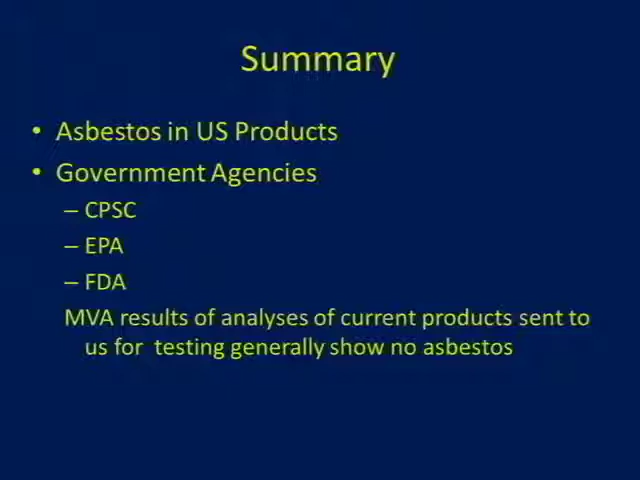 Summary
• Asbestos in US Products
• Government Agencies
– CPSC
– EPA
– FDA
MVA results of analyses of current products sent to
us for testing generally show no asbestos